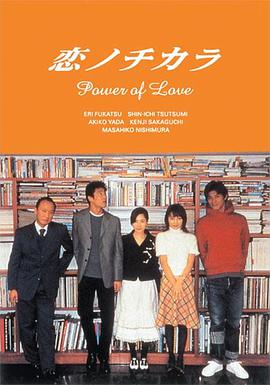 恋ノチカラ
Power of Love
ERI FUKATSU SHIN-ICHI TSUTSUMI
AKIKO YADA KENJI SAKAGUCHI
MASAHIKO NISHIMURA